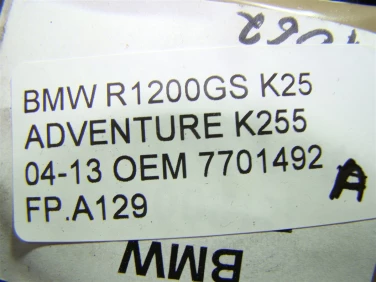 BMW R1200GS K25
ADVENTURE K255
04-13 OEM 7701492
FP.A129
A
BMW